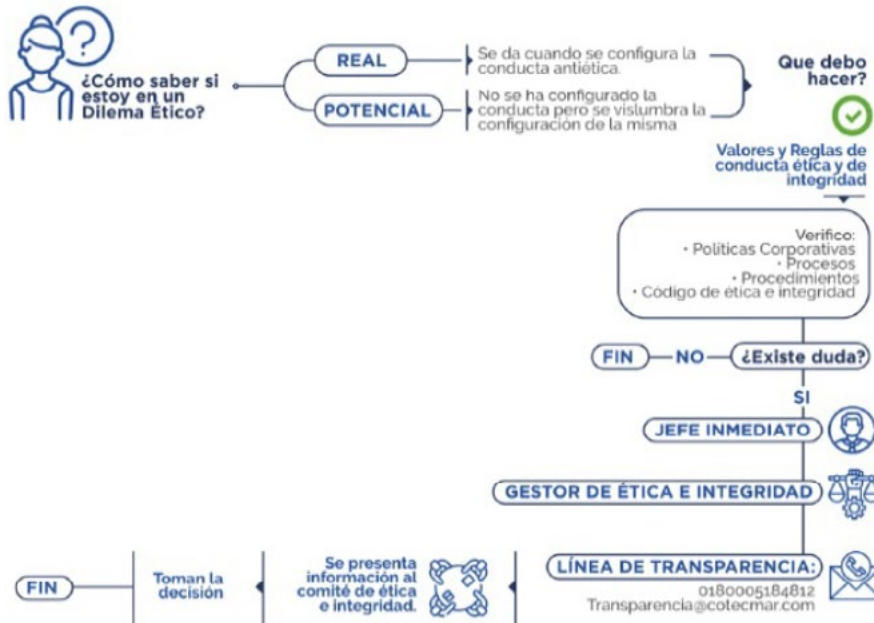 ?
¿Cómo saber si
estoy en un
Dilema Ético?
REAL
Se da cuando se configura la
conducta antiética.
POTENCIAL
No se ha configurado la
conducta pero se vislumbra la
configuración de la misma
Que debo
hacer?
Valores y Reglas de
conducta ética y de
integridad
Verifico:
• Políticas Corporativas
• Procesos
• Procedimientos
• Código de ética e integridad
¿Existe duda?
NO
FIN
SI
JEFE INMEDIATO
GESTOR DE ÉTICA E INTEGRIDAD
LÍNEA DE TRANSPARENCIA:
0180005184812
Transparencia@cotecmar.com
Se presenta
información al
comité de ética
e integridad.
Toman la
decisión
FIN